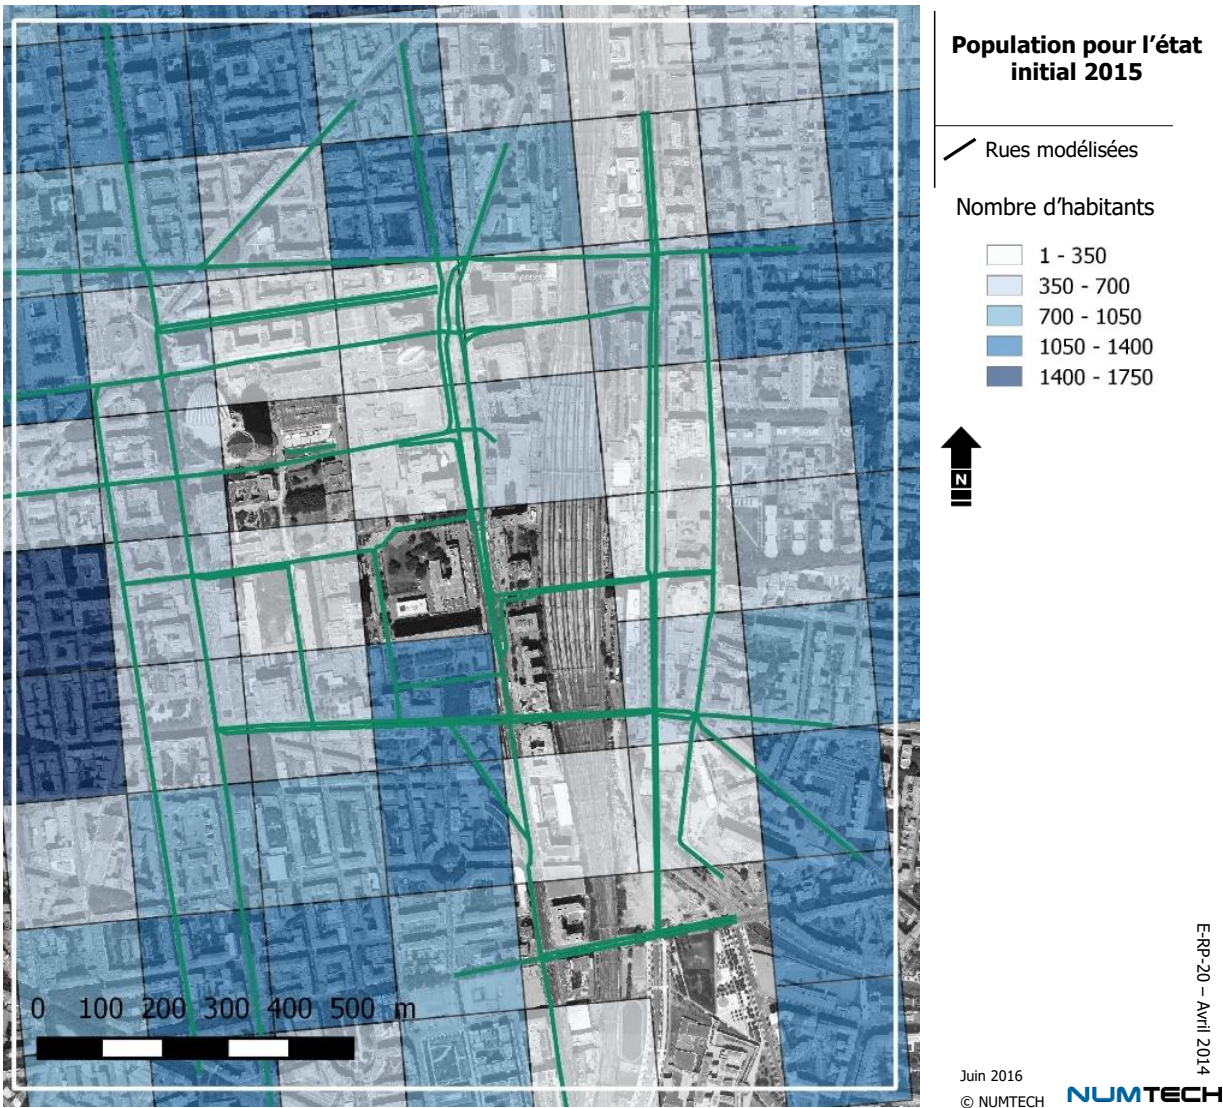 Population pour l’état
initial 2015
Rues modélisées
Nombre d’habitants
1 - 350
350 - 700
700 - 1050
1050 - 1400
1400 - 1750
N
0 100 200 300 400 500 m
E-RP-20 – Avril 2014
Juin 2016
© NUMTECH
NUMTECH